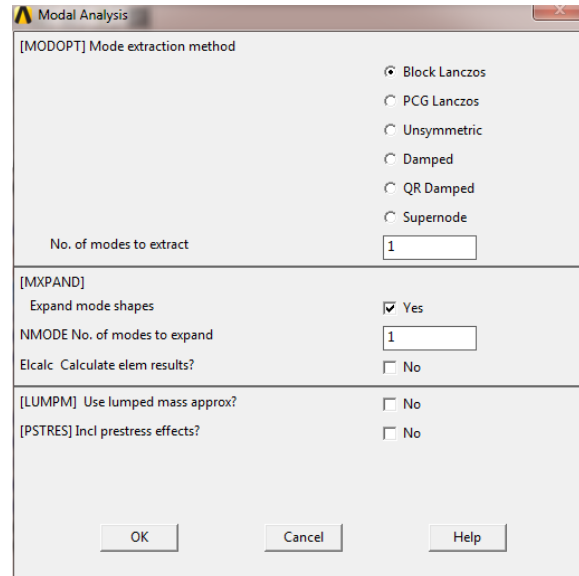 Modal Analysis
[MODOPT] Mode extraction method
Block Lanczos
PCG Lanczos
Unsymmetric
Damped
QR Damped
Supernode
No. of modes to extract 1
[MXPAND]
Expand mode shapes Yes
NMODE No. of modes to expand 1
Elcalc Calculate elem results? No
[LUMPM] Use lumped mass approx? No
[PSTRES] Incl prestress effects? No
OK Cancel Help